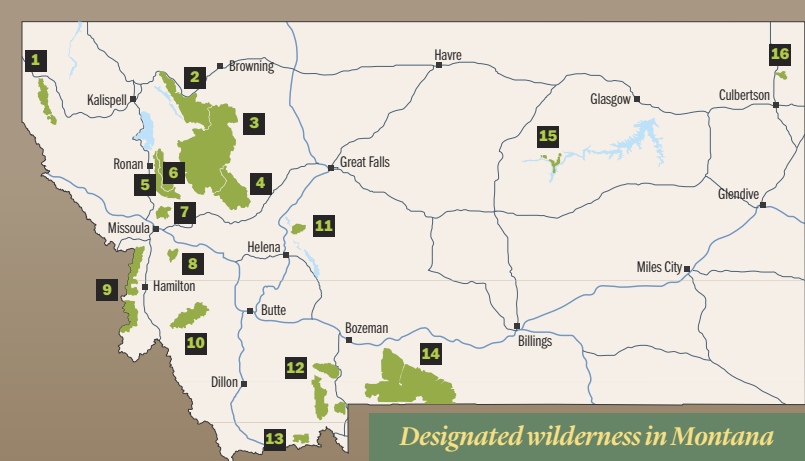 1
2
Browning
Havre
16
Kalispell
Glasgow
Culbertson
3
15
Ronan
5
6
4
Great Falls
Glendive
7
Missoula
11
Helena
8
Miles City
9
Hamilton
Butte
10
Bozeman
Billings
12
14
Dillon
13
Designated wilderness in Montana